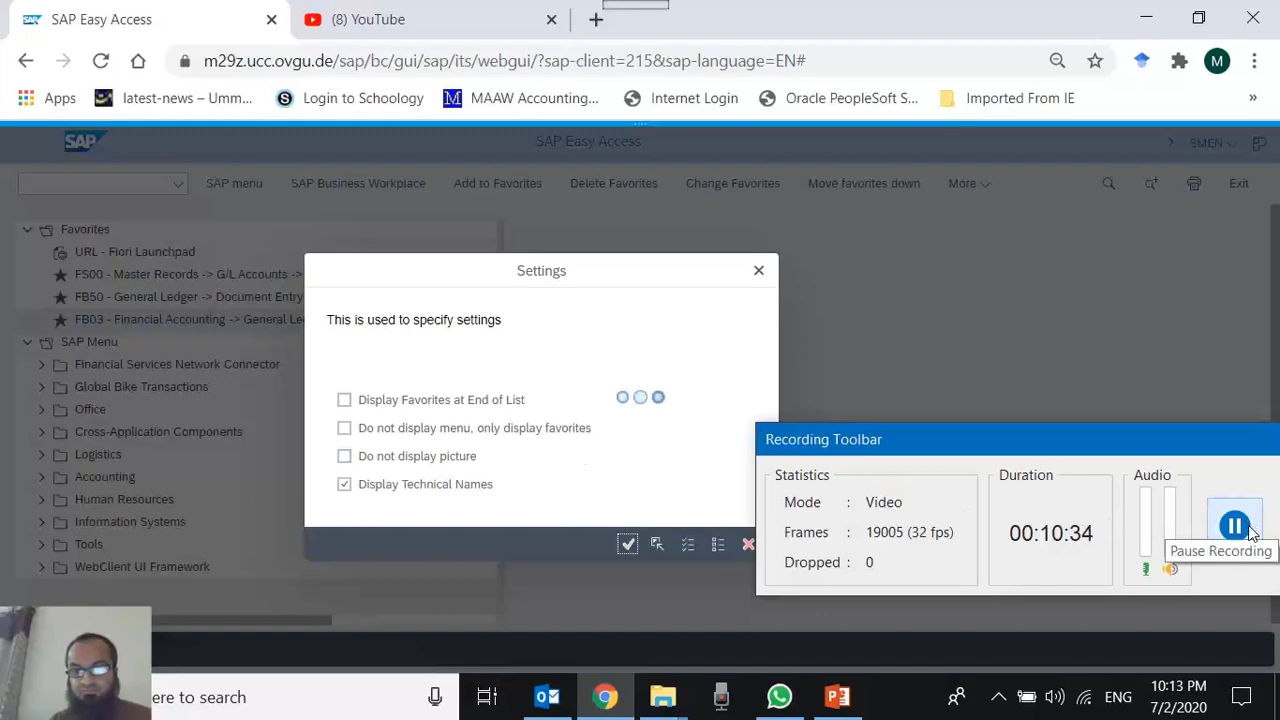 SAP Easy Access
(8) YouTube
m29z.ucc.ovgu.de/sap/bc/gui/sap/its/webgui/?sap-client=215&sap-language=EN#
Apps latest-news – Umm... Login to Schoology MAAW Accounting... Internet Login Oracle PeopleSoft S... Imported From IE
SAP
SAP Easy Access
SMEN
SAP menu SAP Business Workplace Add to Favorites Delete Favorites Change Favorites Move favorites down More Exit
Favorites
URL - Fiori Launchpad
FS00 - Master Records -> G/L Accounts ->
FB50 - General Ledger -> Document Entry
FB03 - Financial Accounting -> General Le
SAP Menu
Financial Services Network Connector
Global Bike Transactions
Office
Cross-Application Components
Logistics
Accounting
Human Resources
Information Systems
Tools
WebClient UI Framework
Settings
This is used to specify settings
Display Favorites at End of List
Do not display menu, only display favorites
Do not display picture
Display Technical Names
Recording Toolbar
Statistics
Mode : Video
Frames : 19005 (32 fps)
Dropped : 0
Duration
00:10:34
Audio
Pause Recording
ere to search
ENG
10:13 PM
7/2/2020
M